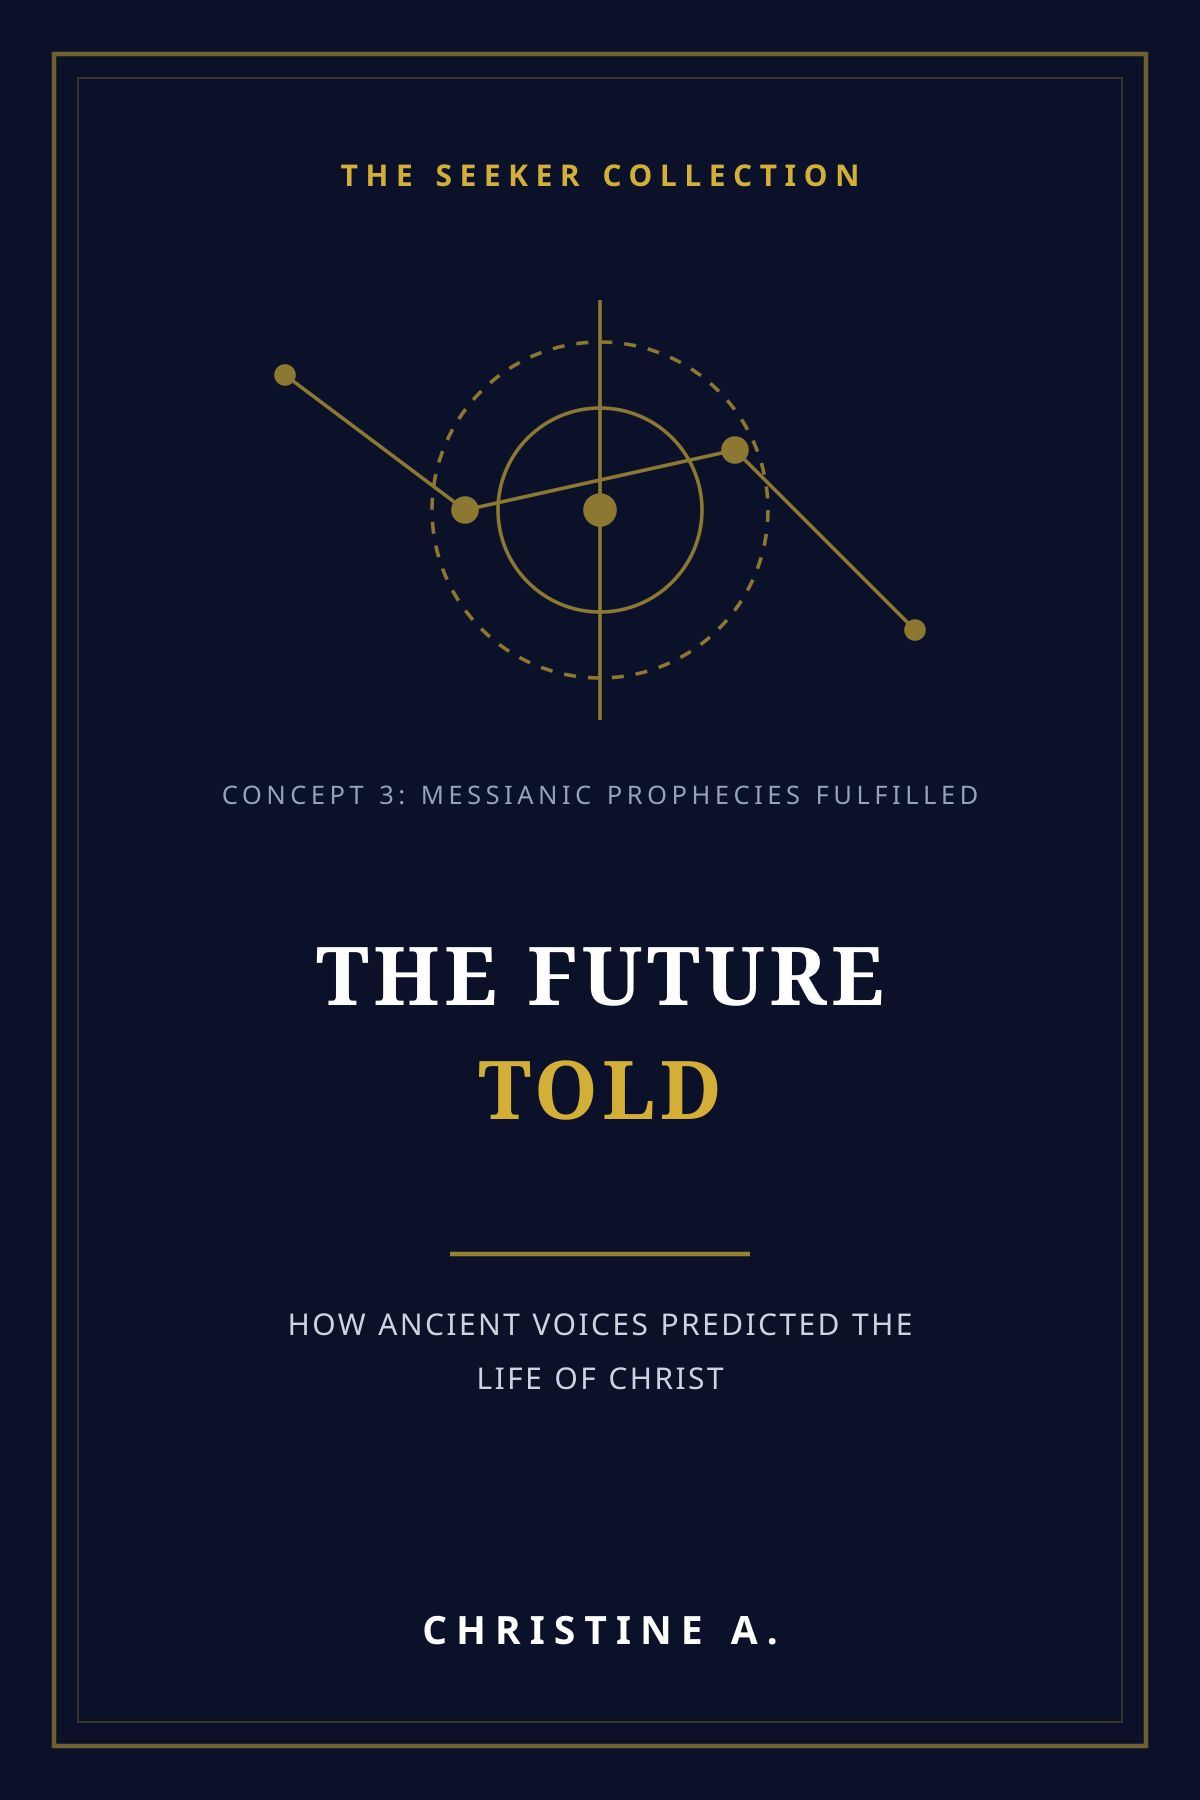 THE SEEKER COLLECTION
CONCEPT 3: MESSIANIC PROPHECIES FULFILLED
THE FUTURE
TOLD
HOW ANCIENT VOICES PREDICTED THE
LIFE OF CHRIST
CHRISTINE A.